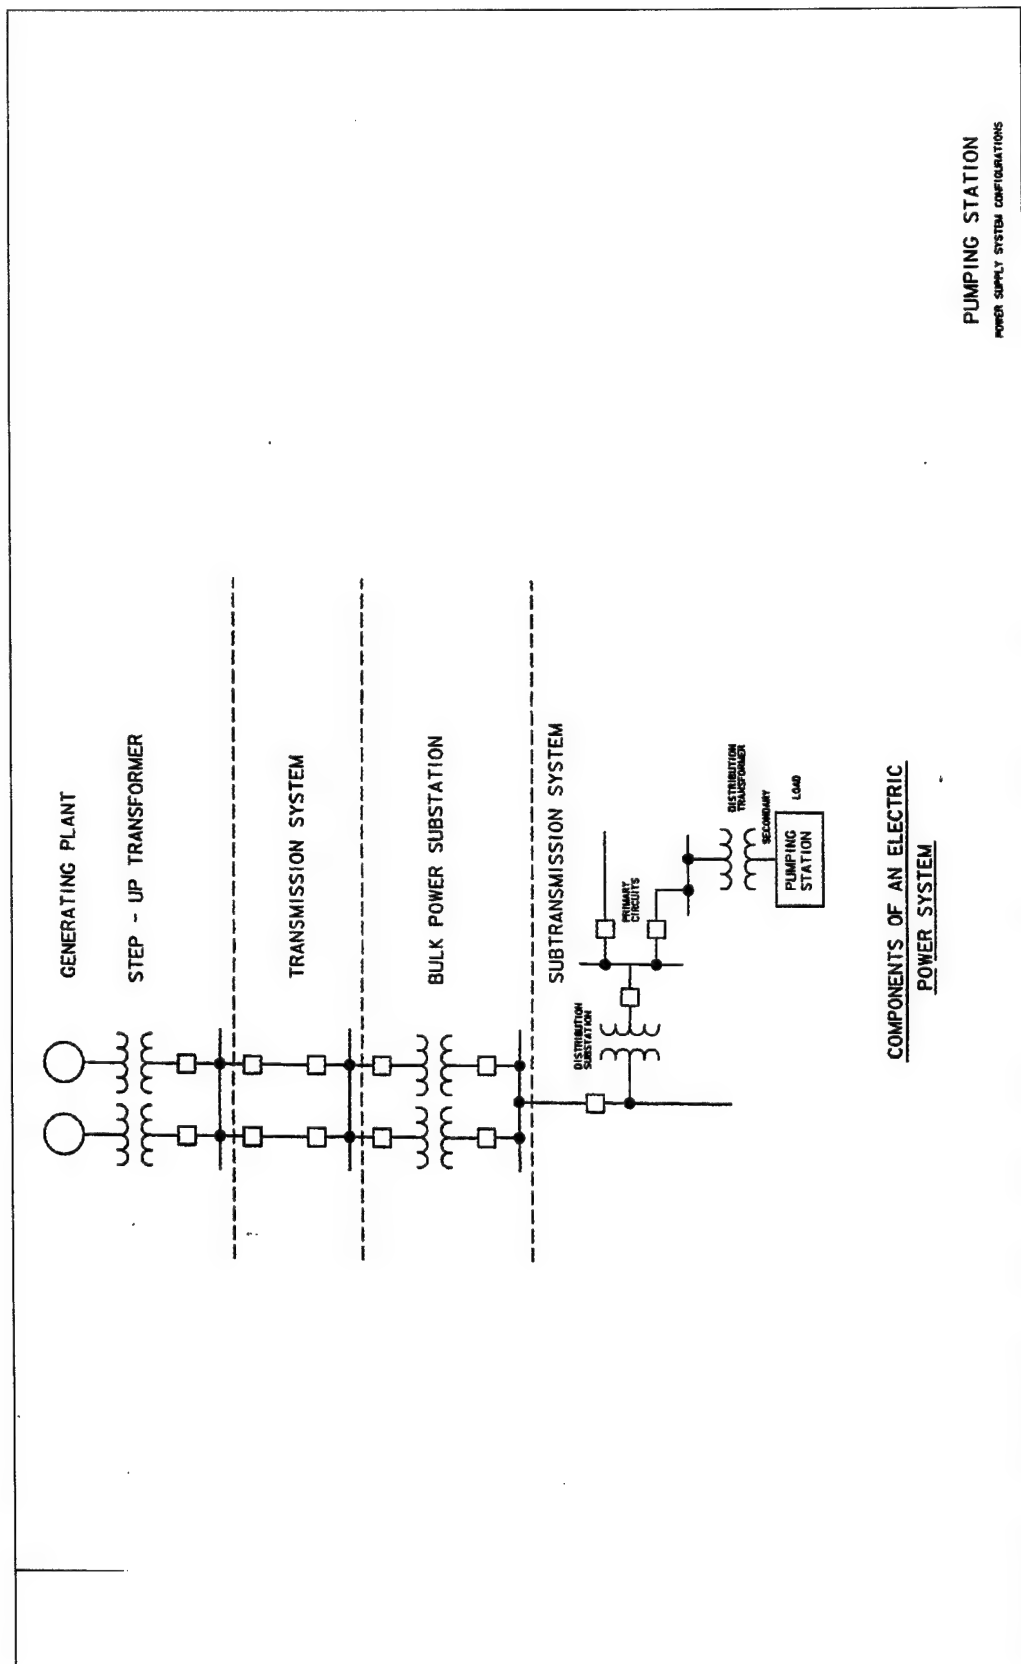 GENERATING PLANT
STEP - UP TRANSFORMER
TRANSMISSION SYSTEM
BULK POWER SUBSTATION
SUBTRANSMISSION SYSTEM
DISTRIBUTION
SUBSTATION
PRIMARY
CIRCUITS
DISTRIBUTION
TRANSFORMER
SECONDARY
PUMPING
STATION
LOAD
COMPONENTS OF AN ELECTRIC
POWER SYSTEM
PUMPING STATION
POWER SUPPLY SYSTEM CONFIGURATIONS